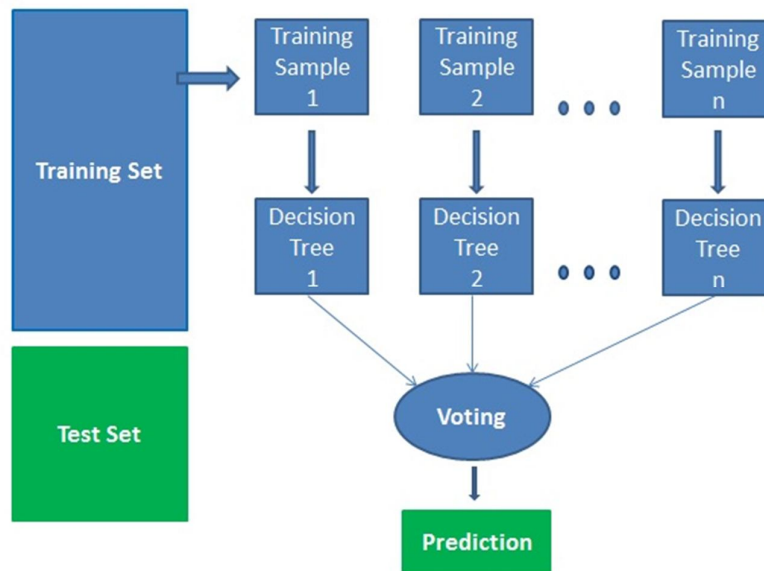 Training Set
Training
Sample
1
Training
Sample
2
Training
Sample
n
Decision
Tree
1
Decision
Tree
2
Decision
Tree
n
Test Set
Voting
Prediction